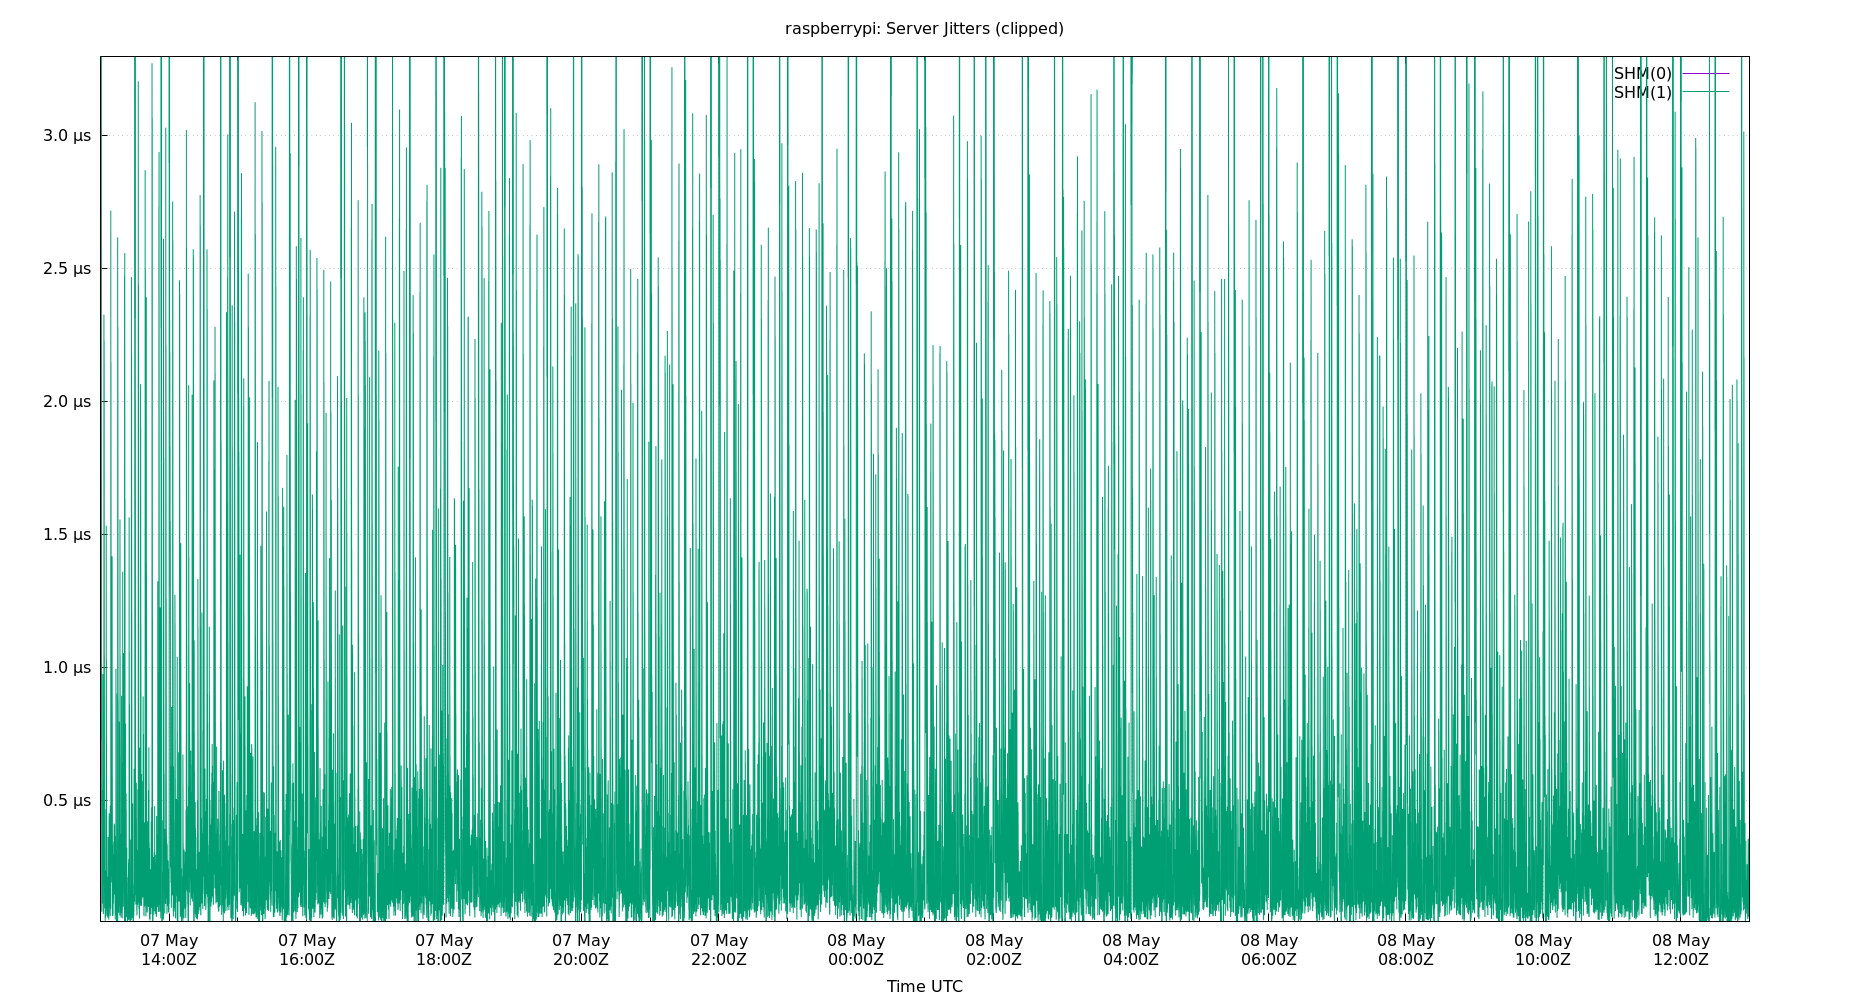 raspberrypi: Server Jitters (clipped)
SHM(0)
SHM(1)
3.0 µs
2.5 µs
2.0 µs
1.5 µs
1.0 µs
0.5 µs
07 May 07 May 07 May 07 May 07 May 08 May 08 May 08 May 08 May 08 May 08 May 08 May
14:00Z 16:00Z 18:00Z 20:00Z 22:00Z 00:00Z 02:00Z 04:00Z 06:00Z 08:00Z 10:00Z 12:00Z
Time UTC